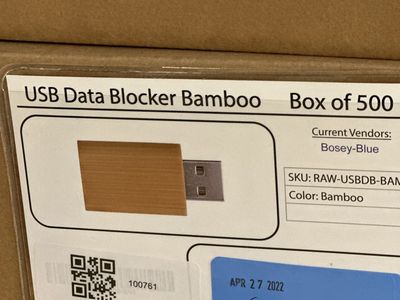 USB Data Blocker Bamboo Box of 500
Current Vendors:
Bosey-Blue
SKU: RAW-USBDB-BAM
Color: Bamboo
100761
APR 27 2022